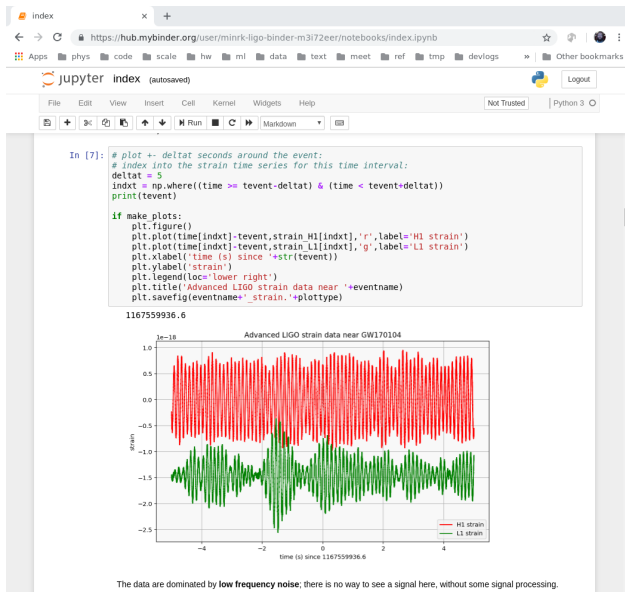 index
https://hub.mybinder.org/user/minrk-ligo-binder-m3i72eer/notebooks/index.ipynb
Apps phys code scale hw ml data text meet ref tmp devlogs » Other bookmarks
jupyter index (autosaved)
Logout
File Edit View Insert Cell Kernel Widgets Help Not Trusted Python 3
Run Markdown
In [7]: # plot +- deltat seconds around the event:
# index into the strain time series for this time interval:
deltat = 5
indxt = np.where((time >= tevent-deltat) & (time < tevent+deltat))
print(tevent)
if make_plots:
plt.figure()
plt.plot(time[indxt]-tevent,strain_H1[indxt],'r',label='H1 strain')
plt.plot(time[indxt]-tevent,strain_L1[indxt],'g',label='L1 strain')
plt.xlabel('time (s) since '+str(tevent))
plt.ylabel('strain')
plt.legend(loc='lower right')
plt.title('Advanced LIGO strain data near '+eventname)
plt.savefig(eventname+'_strain.'+plottype)
1167559936.6
1e−18 Advanced LIGO strain data near GW170104
1.0
0.5
0.0
−0.5
−1.0
−1.5
−2.0
−2.5
strain
H1 strain
L1 strain
−4 −2 0 2 4
time (s) since 1167559936.6
The data are dominated by low frequency noise; there is no way to see a signal here, without some signal processing.